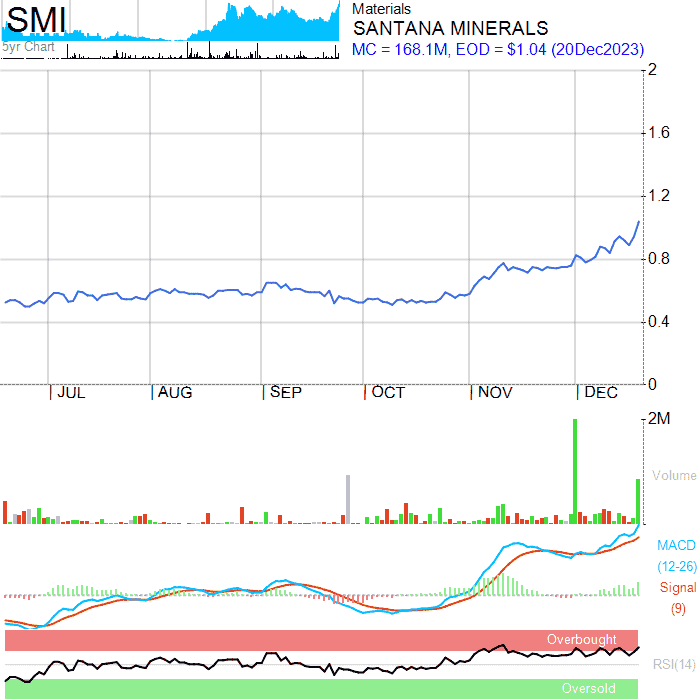 SMI
5yr Chart
Materials
SANTANA MINERALS
MC = 168.1M, EOD = $1.04 (20Dec2023)
2
1.6
1.2
0.8
0.4
0
JUL AUG SEP OCT NOV DEC
2M
Volume
MACD
(12-26)
Signal
(9)
Overbought
RSI(14)
Oversold